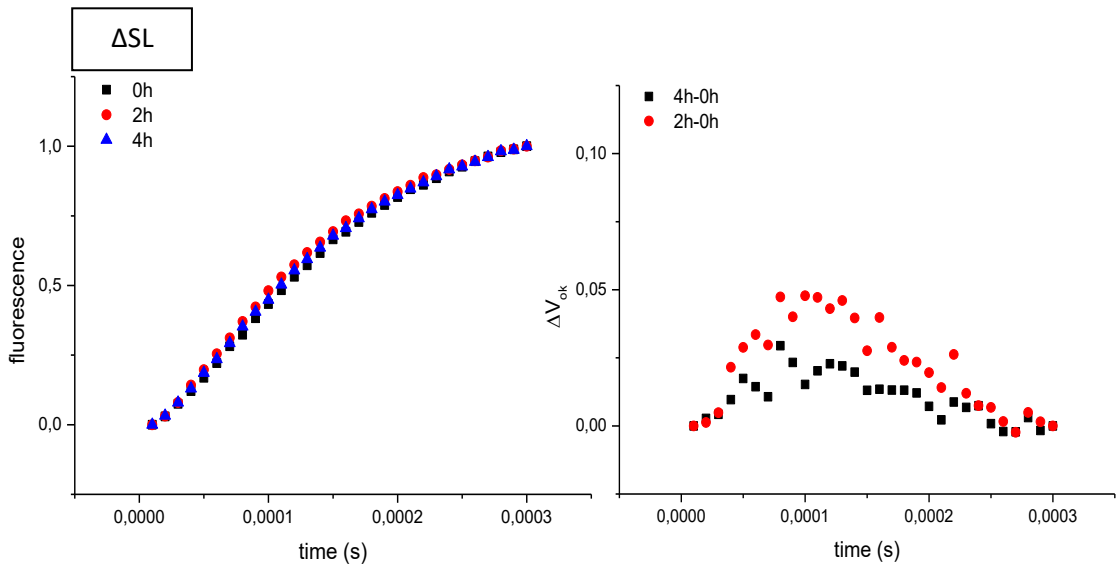 ΔSL
0h
2h
4h
1,0
0,5
0,0
fluorescence
0,0000
0,0001
0,0002
0,0003
time (s)
4h-0h
2h-0h
0,10
0,05
0,00
ΔVok
0,0000
0,0001
0,0002
0,0003
time (s)